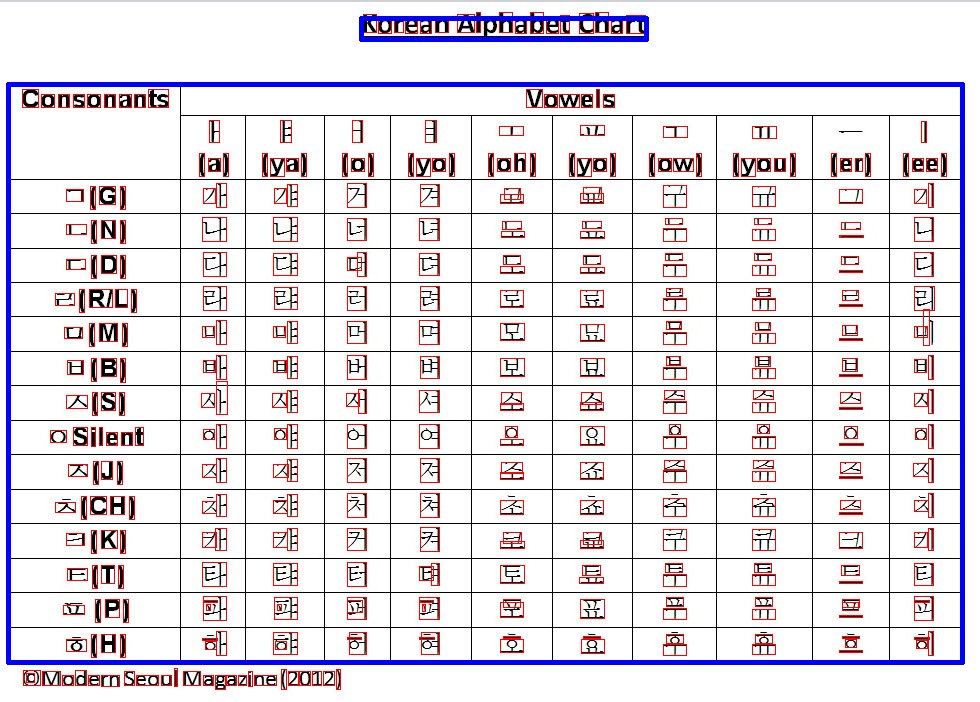 Korean Alphabet Chart
Consonants Vowels
ㅏ ㅑ ㅓ ㅕ ㅗ ㅛ ㅜ ㅠ ㅡ ㅣ
(a) (ya) (o) (yo) (oh) (yo) (ow) (you) (er) (ee)
ㄱ(G) 가 갸 거 겨 고 교 구 규 그 기
ㄴ(N) 나 냐 너 녀 노 뇨 누 뉴 느 니
ㄷ(D) 다 댜 더 뎌 도 됴 두 듀 드 디
ㄹ(R/L) 라 랴 러 려 로 료 루 류 르 리
ㅁ(M) 마 먀 머 며 모 묘 무 뮤 므 미
ㅂ(B) 바 뱌 버 벼 보 뵤 부 뷰 브 비
ㅅ(S) 사 샤 서 셔 소 쇼 수 슈 스 시
ㅇ Silent 아 야 어 여 오 요 우 유 으 이
ㅈ(J) 자 쟈 저 져 조 죠 주 쥬 즈 지
ㅊ(CH) 차 챠 처 쳐 초 쵸 추 츄 츠 치
ㅋ(K) 카 캬 커 켜 코 쿄 쿠 큐 크 키
ㅌ(T) 타 탸 터 텨 토 툐 투 튜 트 티
ㅍ (P) 파 퍄 퍼 펴 포 표 푸 퓨 프 피
ㅎ(H) 하 햐 허 혀 호 효 후 휴 흐 히
©Modern Seoul Magazine (2012)